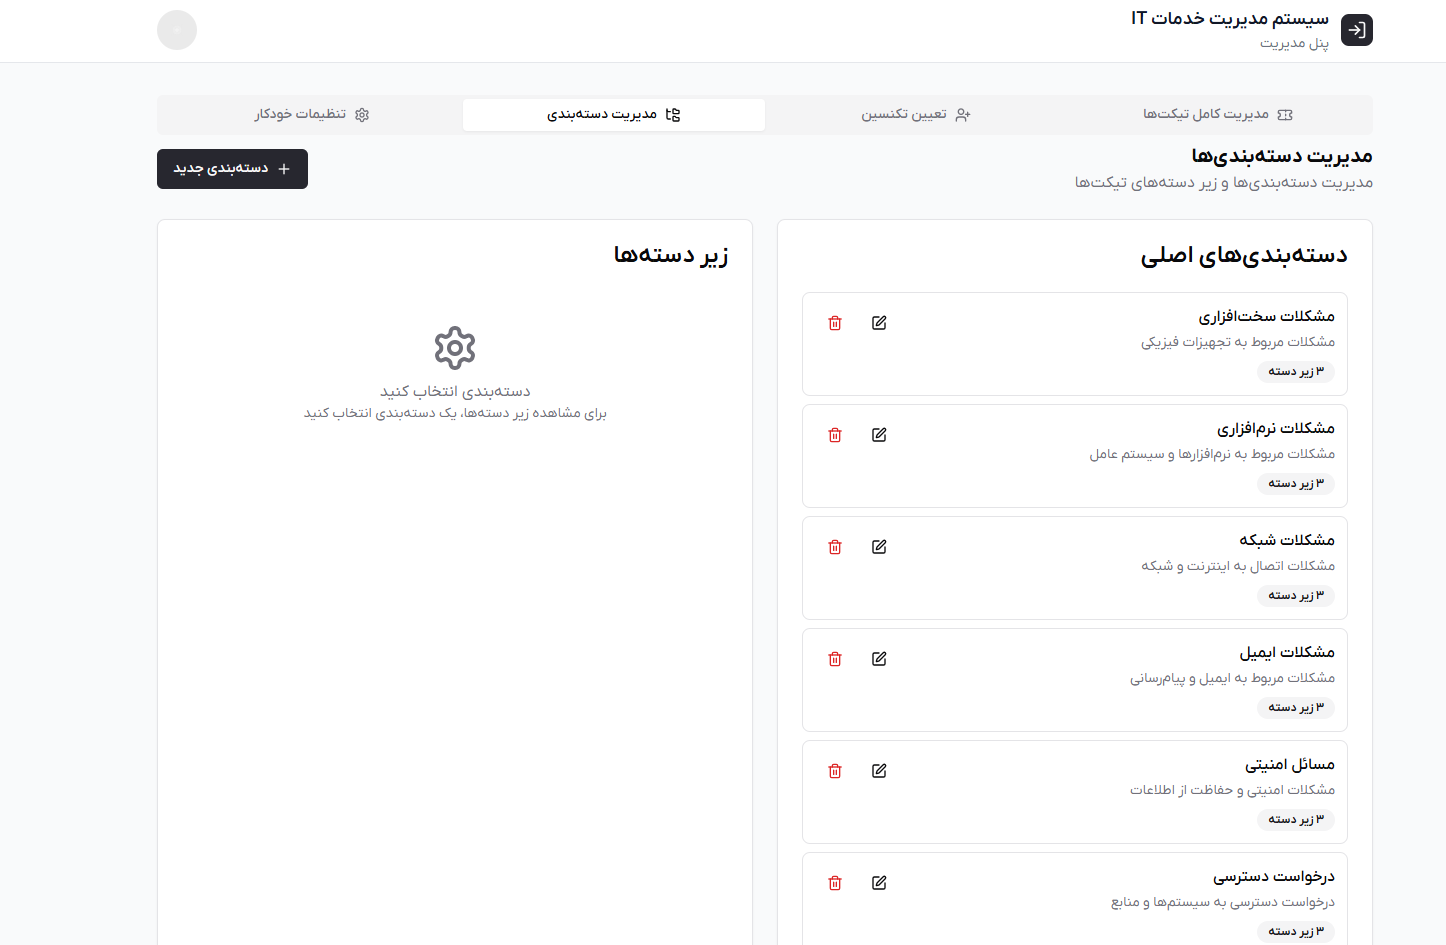 سیستم مدیریت خدمات IT
پنل مدیریت
مدیریت کامل تیکت‌ها
تعیین تکنسین
مدیریت دسته‌بندی
تنظیمات خودکار
مدیریت دسته‌بندی‌ها
مدیریت دسته‌بندی‌ها و زیر دسته‌های تیکت‌ها
دسته‌بندی جدید
دسته‌بندی‌های اصلی
مشکلات سخت‌افزاری
مشکلات مربوط به تجهیزات فیزیکی
۳ زیر دسته
مشکلات نرم‌افزاری
مشکلات مربوط به نرم‌افزارها و سیستم عامل
۳ زیر دسته
مشکلات شبکه
مشکلات اتصال به اینترنت و شبکه
۳ زیر دسته
مشکلات ایمیل
مشکلات مربوط به ایمیل و پیام‌رسانی
۳ زیر دسته
مسائل امنیتی
مشکلات امنیتی و حفاظت از اطلاعات
۳ زیر دسته
درخواست دسترسی
درخواست دسترسی به سیستم‌ها و منابع
۳ زیر دسته
زیر دسته‌ها
دسته‌بندی انتخاب کنید
برای مشاهده زیر دسته‌ها، یک دسته‌بندی انتخاب کنید